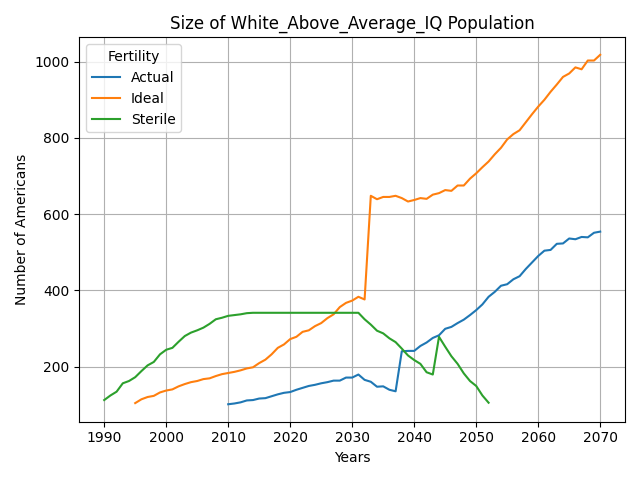 Size of White_Above_Average_IQ Population
Fertility
Actual
Ideal
Sterile
Number of Americans
1000
800
600
400
200
1990 2000 2010 2020 2030 2040 2050 2060 2070
Years